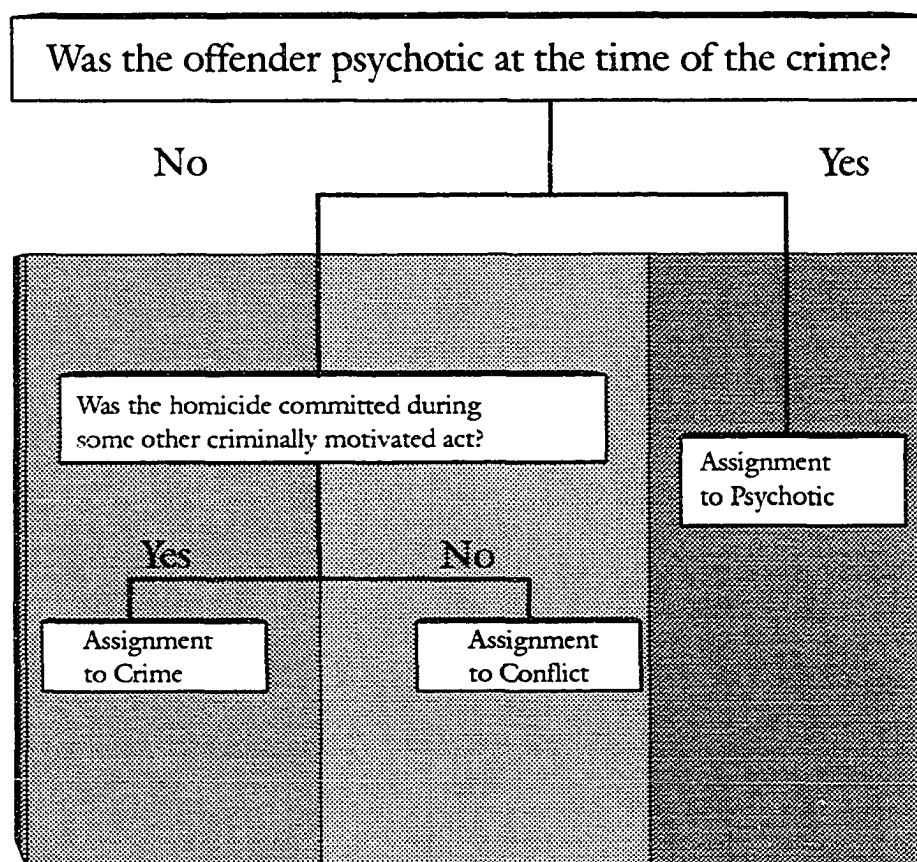 Was the offender psychotic at the time of the crime?
No
Yes
Was the homicide committed during
some other criminally motivated act?
Assignment
to Psychotic
Yes
No
Assignment
to Crime
Assignment
to Conflict